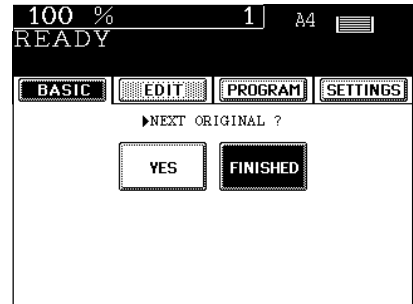 100 % 1 A4
READY
BASIC EDIT PROGRAM SETTINGS
▶NEXT ORIGINAL ?
YES FINISHED